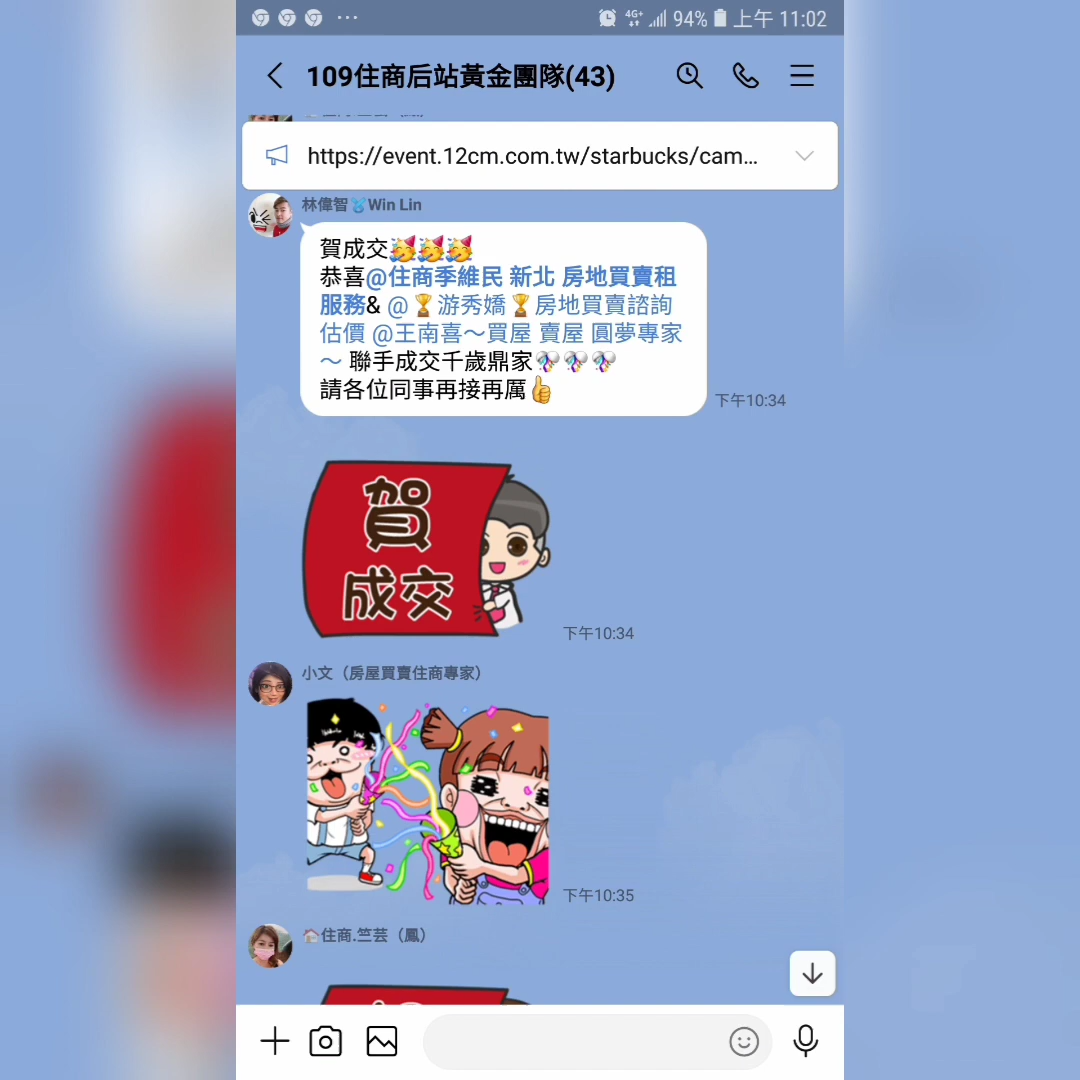 4G+ 94% 上午 11:02
109住商后站黃金團隊(43)
https://event.12cm.com.tw/starbucks/cam...
林偉智🥇Win Lin
賀成交🥳🥳🥳
恭喜@住商季維民 新北 房地買賣租
服務& @🏆游秀嬌🏆房地買賣諮詢
估價 @王南喜～買屋 賣屋 圓夢專家
～ 聯手成交千歲鼎家🎊🎊🎊
請各位同事再接再厲👍
下午10:34
賀
成交
下午10:34
小文（房屋買賣住商專家）
下午10:35
🏠住商.竺芸（鳳）